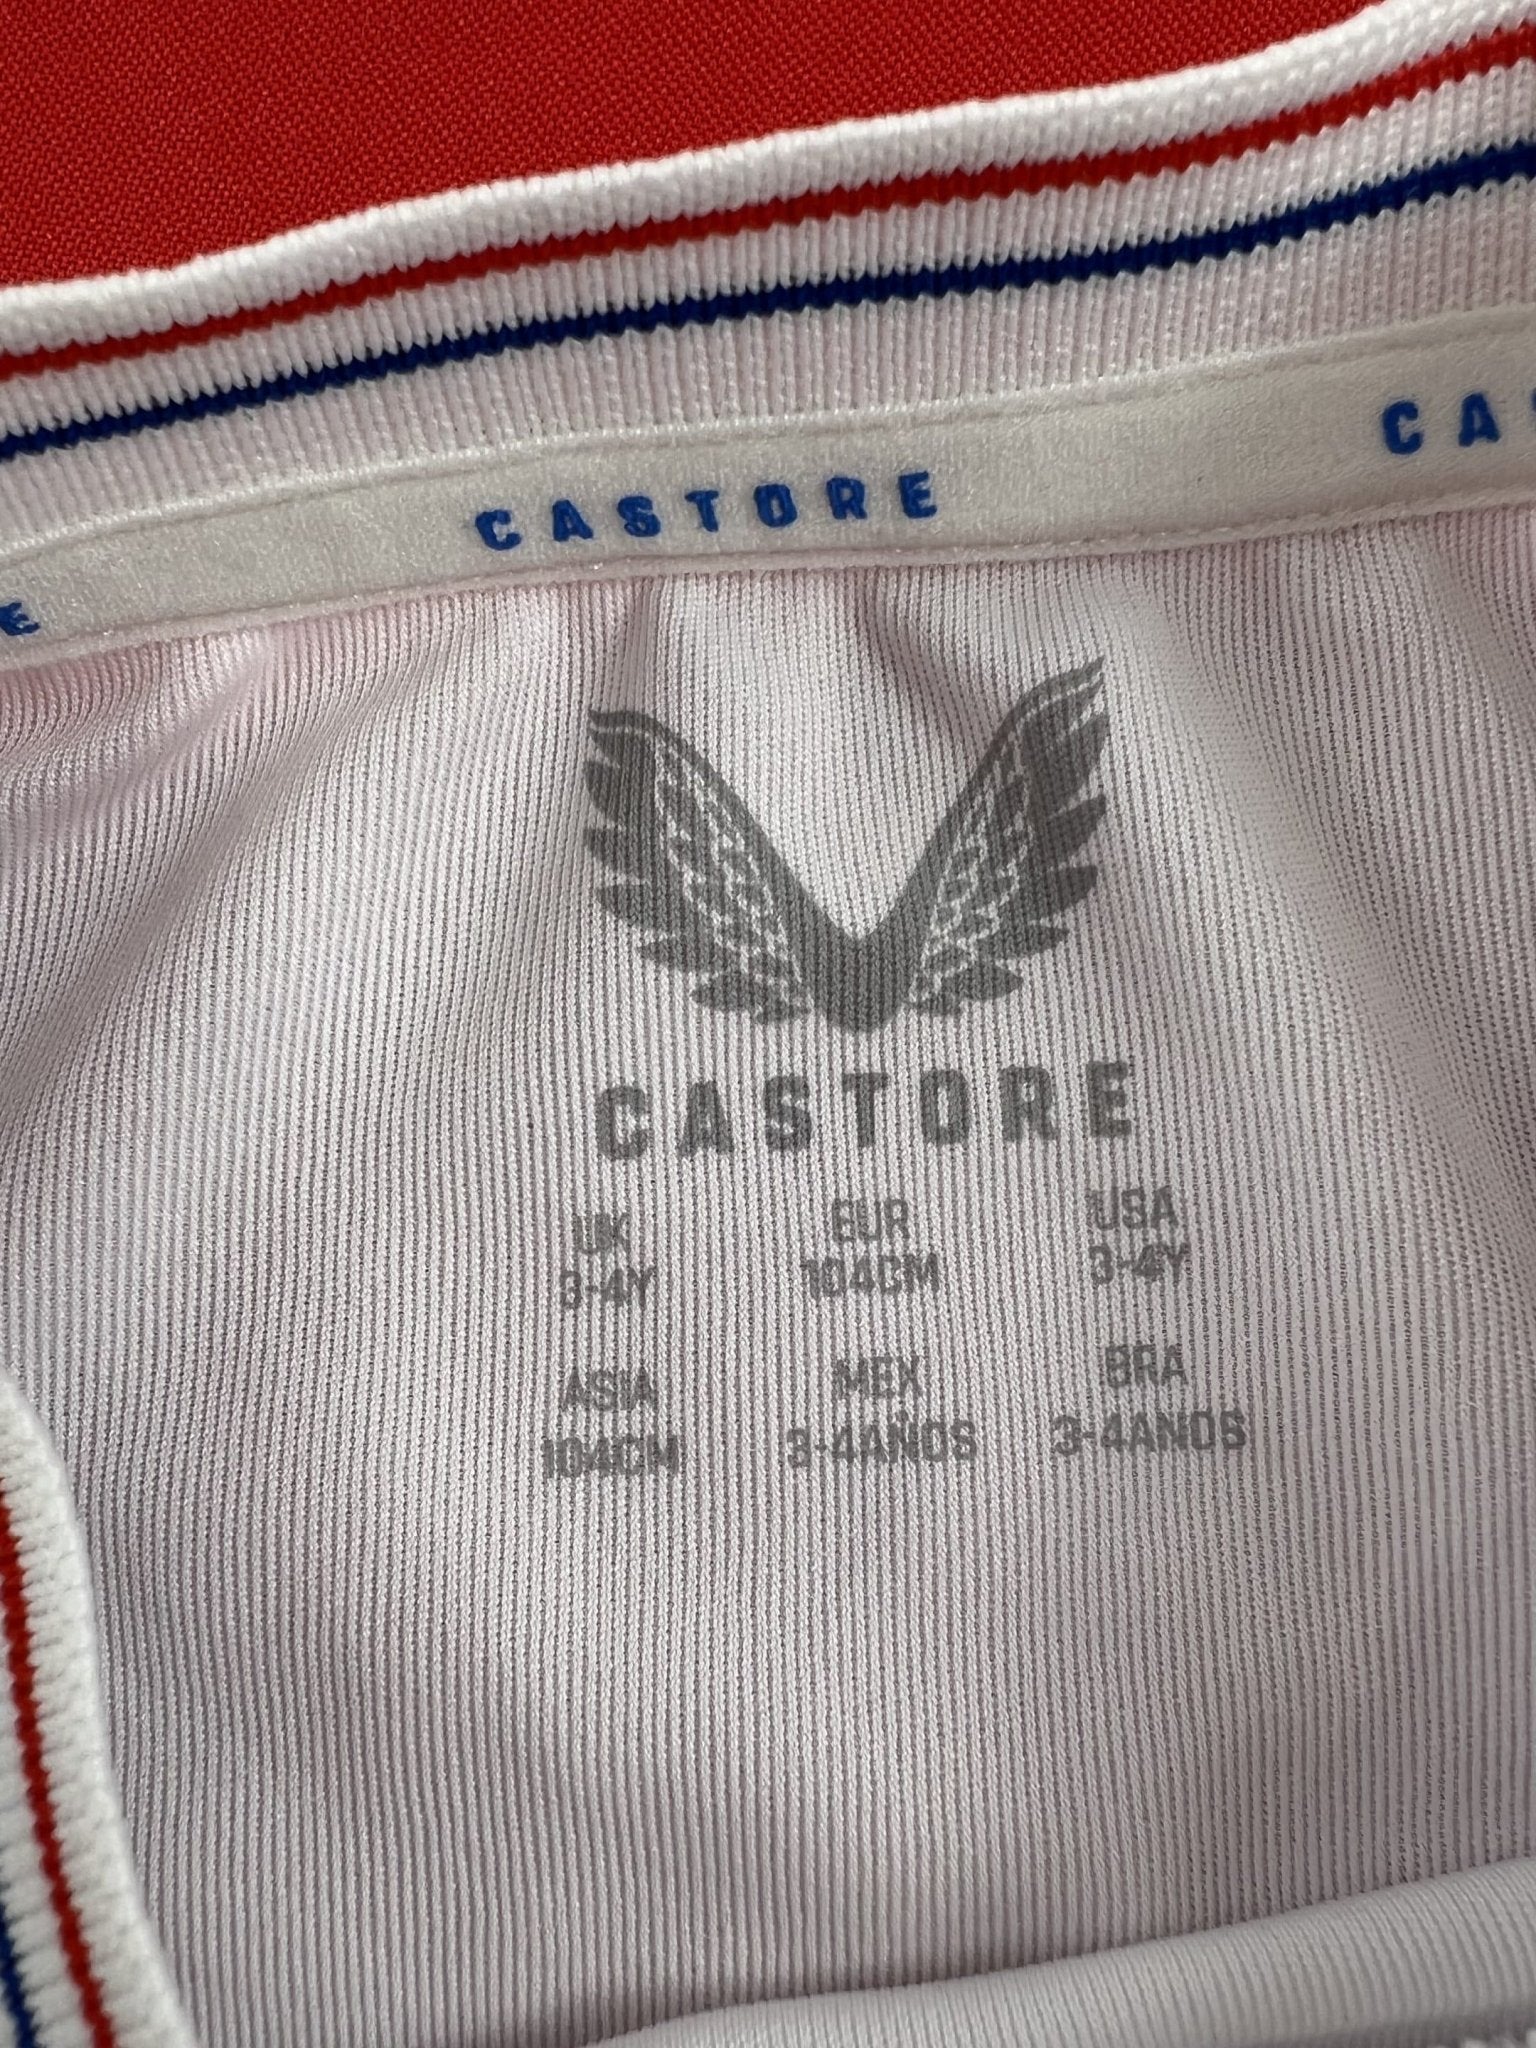 CASTORE
CA
E
CASTORE
UK EUR USA
3-4Y 104CM 3-4Y
ASIA MEX BRA
104CM 3-4AÑOS 3-4ANOS